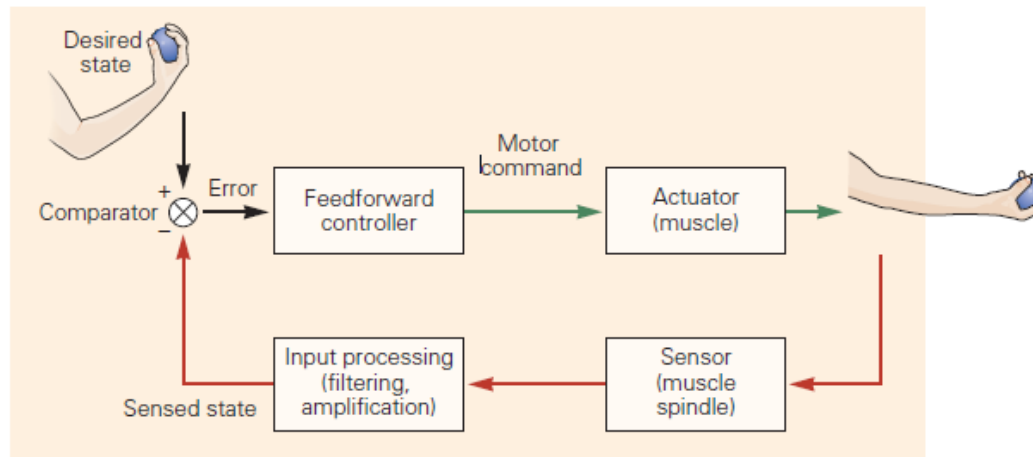 Desired
state
Motor
command
+
Error
Comparator
−
Feedforward
controller
Actuator
(muscle)
Input processing
(filtering,
amplification)
Sensor
(muscle
spindle)
Sensed state